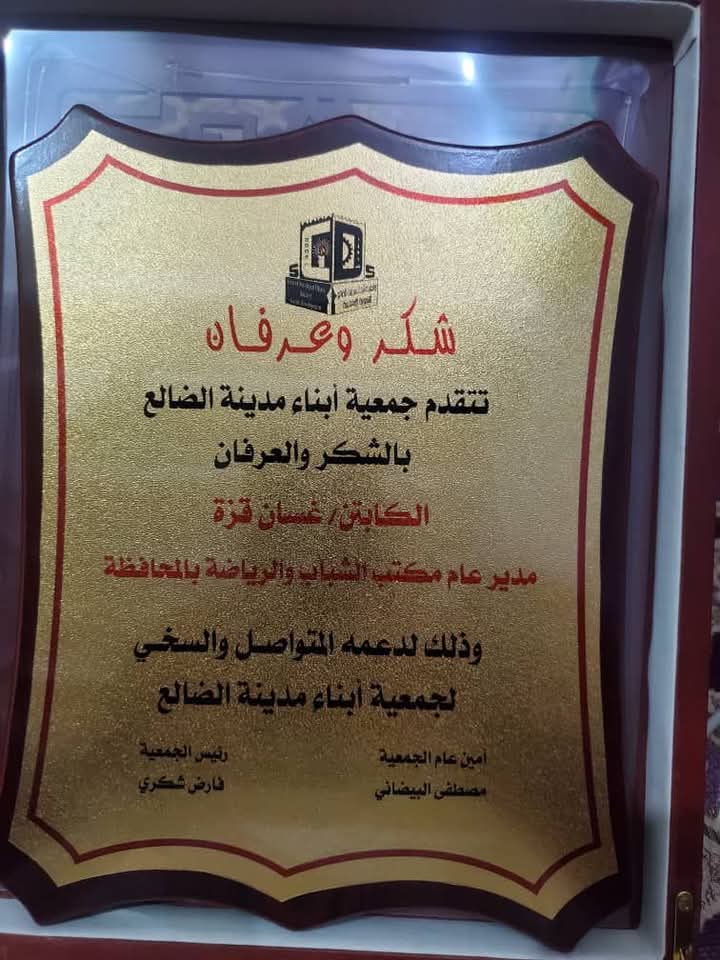 شكر وعرفان
تتقدم جمعية أبناء مدينة الضالع
بالشكر والعرفان
الكابتن/ غسان قزة
مدير عام مكتب الشباب والرياضة بالمحافظة
وذلك لدعمه المتواصل والسخي
لجمعية أبناء مدينة الضالع
أمين عام الجمعية رئيس الجمعية
مصطفى البيضاني فارض شكري